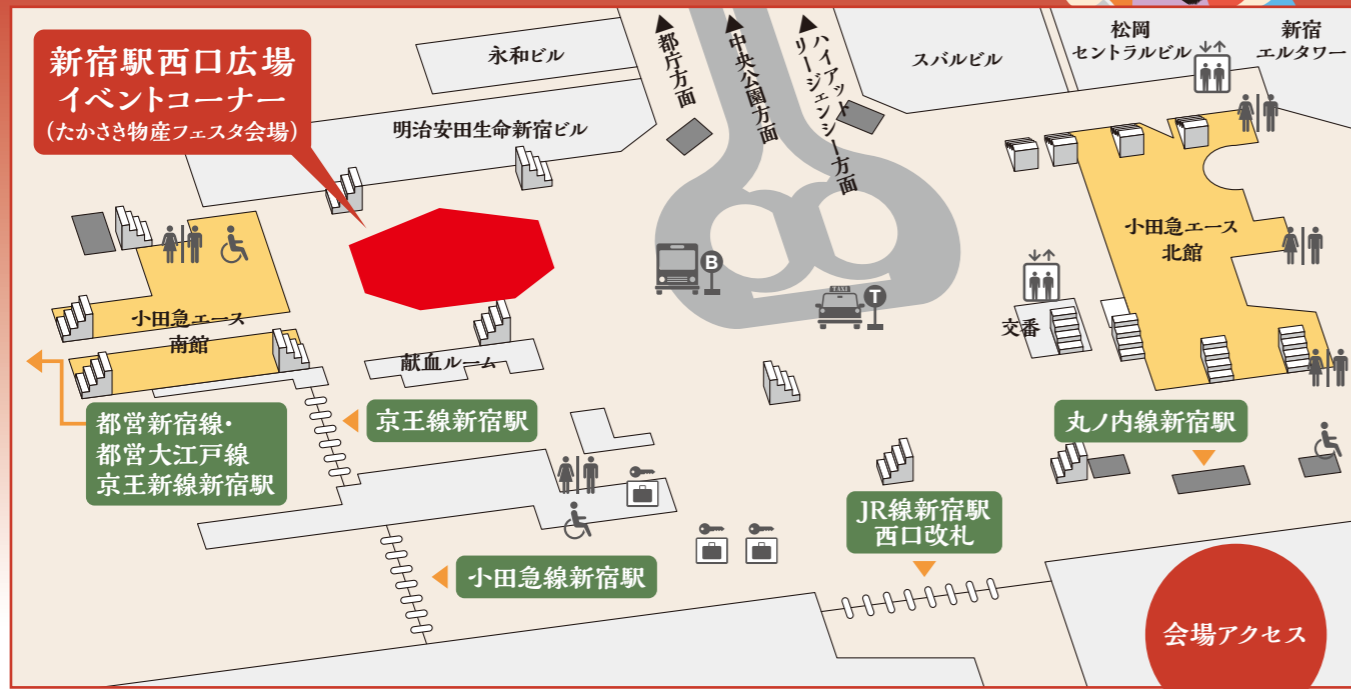 新宿駅西口広場
イベントコーナー
(たかさき物産フェスタ会場)
永和ビル
明治安田生命新宿ビル
▲都庁方面
▲中央公園方面
▲ハイアット
リージェンシー方面
スバルビル
松岡
セントラルビル
新宿
エルタワー
小田急エース
北館
B
TAXI
T
交番
小田急エース
南館
献血ルーム
都営新宿線・
都営大江戸線
京王新線新宿駅
京王線新宿駅
丸ノ内線新宿駅
JR線新宿駅
西口改札
小田急線新宿駅
会場アクセス